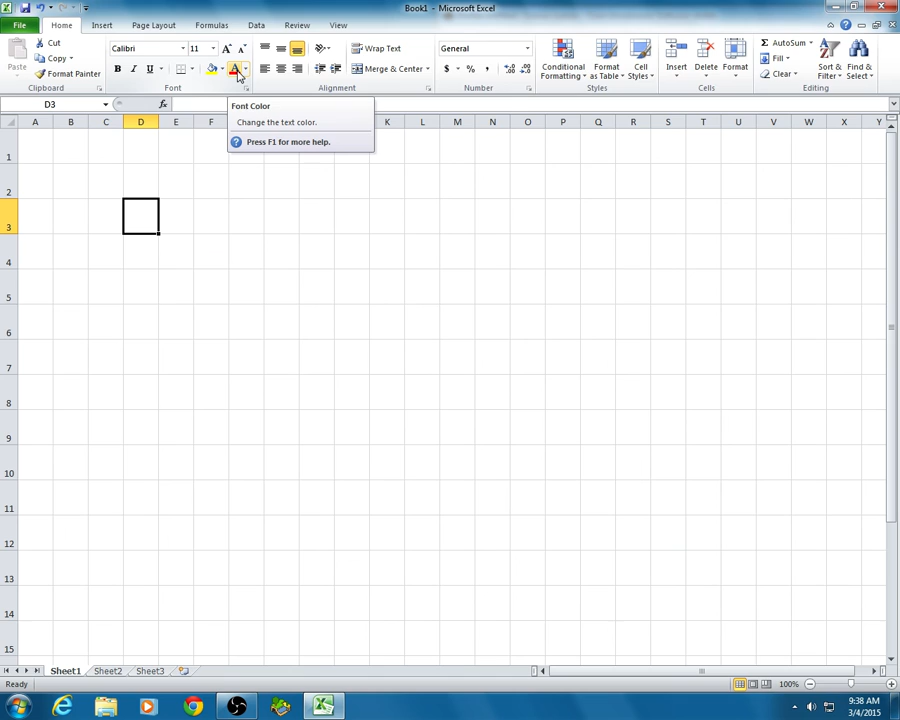 Book1 - Microsoft Excel
File Home Insert Page Layout Formulas Data Review View
Paste Cut Copy Format Painter Clipboard
Calibri 11 B I U A Font
Wrap Text Merge & Center Alignment
General $ % , Number
Conditional Formatting Format as Table Cell Styles Styles
Insert Delete Format Cells
AutoSum Fill Clear Sort & Filter Find & Select Editing
D3 fx
Font Color
Change the text color.
Press F1 for more help.
A B C D E F K L M N O P Q R S T U V W X Y
1
2
3
4
5
6
7
8
9
10
11
12
13
14
15
Sheet1 Sheet2 Sheet3
Ready 100%
9:38 AM
3/4/2015